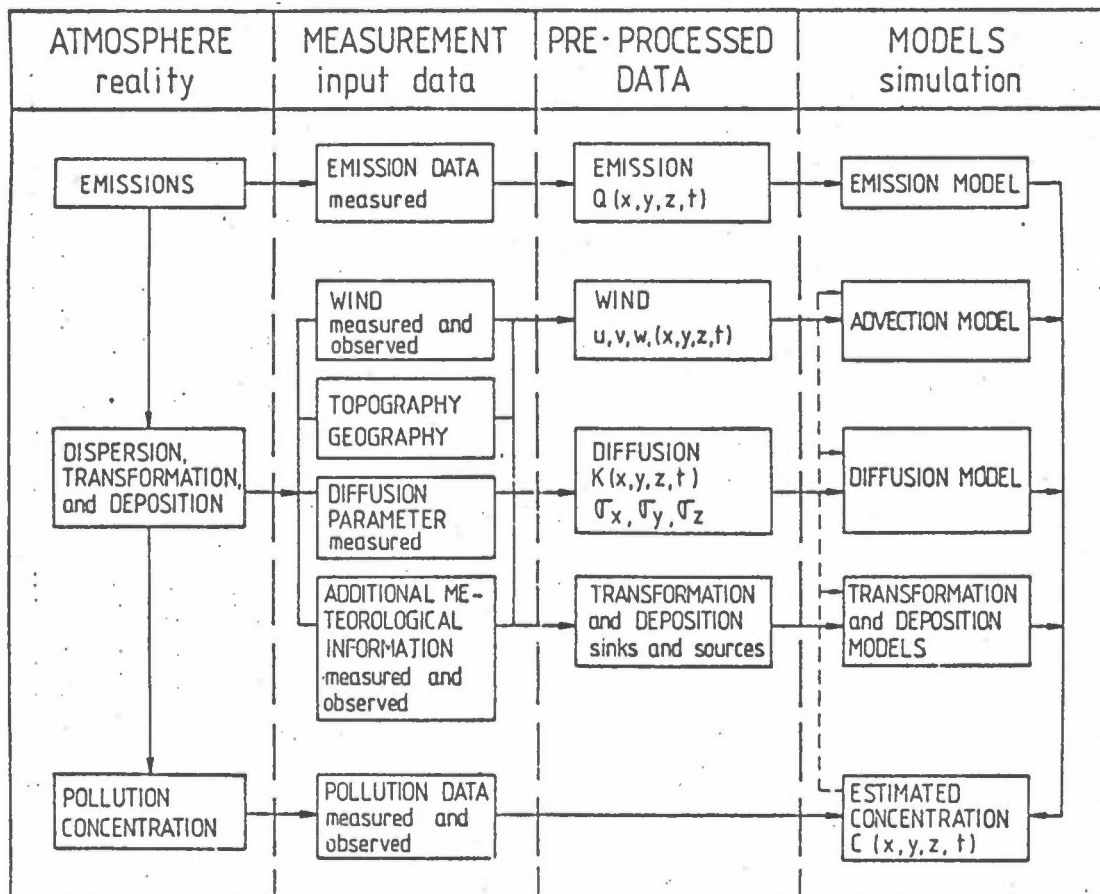 ATMOSPHERE
reality
MEASUREMENT
input data
PRE-PROCESSED
DATA
MODELS
simulation
EMISSIONS
EMISSION DATA
measured
EMISSION
Q(x,y,z,t)
EMISSION MODEL
WIND
measured and
observed
WIND
u,v,w,(x,y,z,t)
ADVECTION MODEL
TOPOGRAPHY
GEOGRAPHY
DISPERSION,
TRANSFORMATION,
and DEPOSITION
DIFFUSION
PARAMETER
measured
DIFFUSION
K(x,y,z,t)
σx, σy, σz
DIFFUSION MODEL
ADDITIONAL ME-
TEOROLOGICAL
INFORMATION
measured and
observed
TRANSFORMATION
and DEPOSITION
sinks and sources
TRANSFORMATION
and DEPOSITION
MODELS
POLLUTION
CONCENTRATION
POLLUTION DATA
measured and
observed
ESTIMATED
CONCENTRATION
C(x,y,z,t)